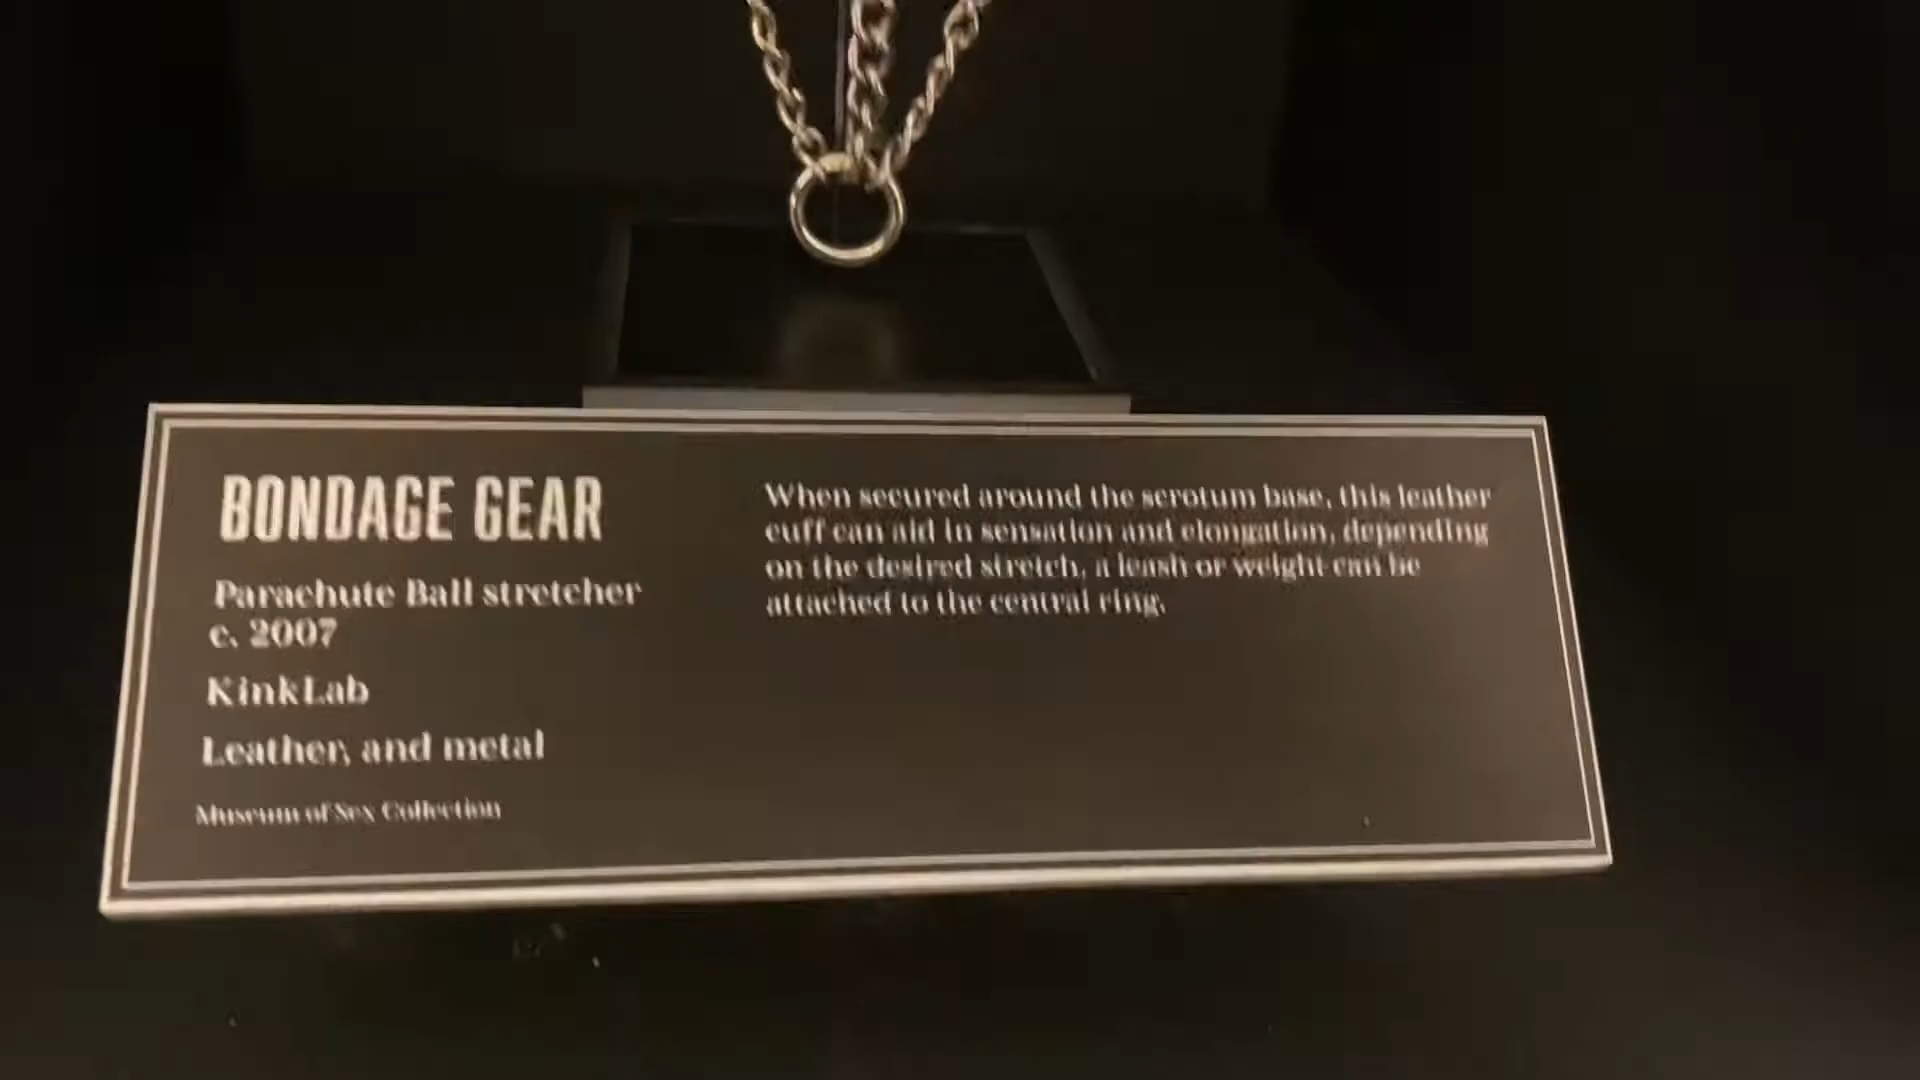 BONDAGE GEAR
Parachute Ball stretcher
c. 2007
KinkLab
Leather, and metal
Museum of Sex Collection
When secured around the scrotum base, this leather
cuff can aid in sensation and elongation, depending
on the desired stretch, a leash or weight can be
attached to the central ring.